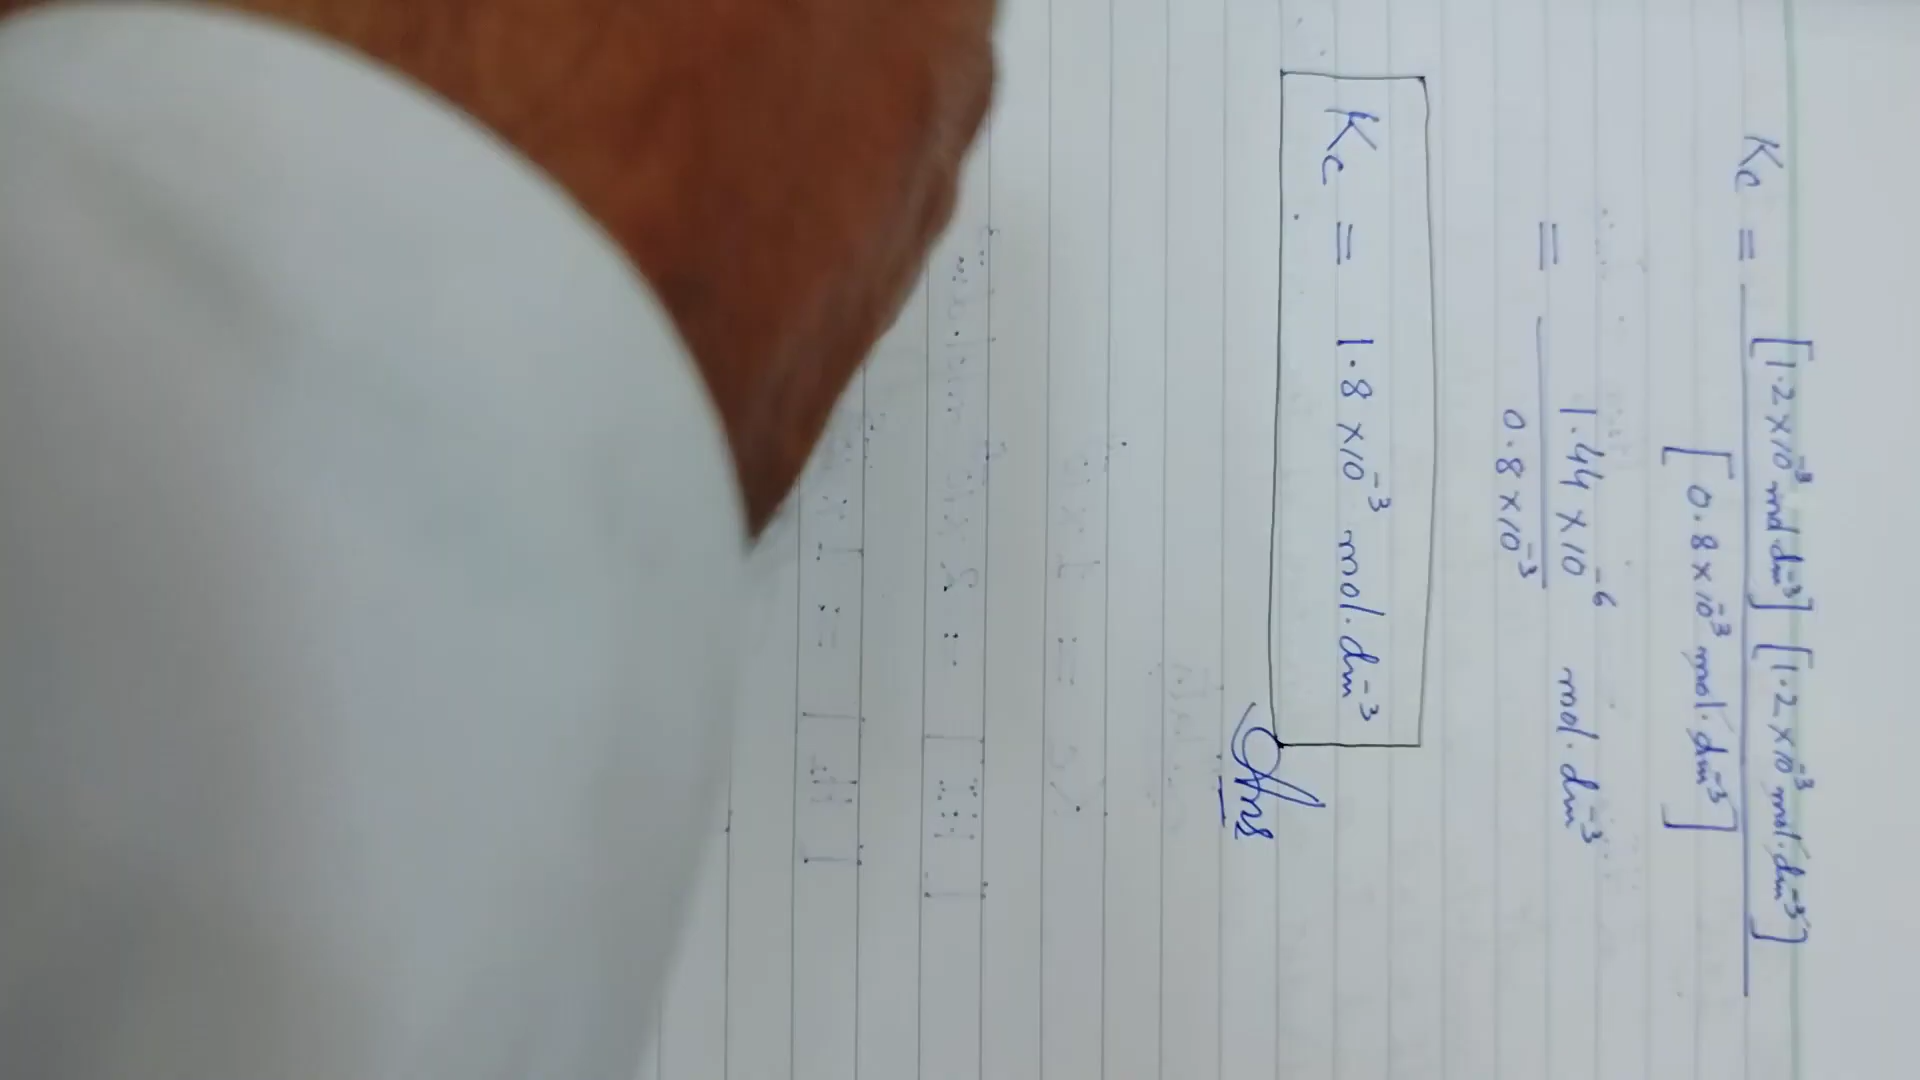 Kc = [1.2×10⁻³ mol.dm⁻³] [1.2×10⁻³ mol.dm⁻³]
[0.8×10⁻³ mol.dm⁻³]
= 1.44×10⁻⁶ mol.dm⁻³
0.8×10⁻³
Kc = 1.8×10⁻³ mol.dm⁻³
Ans